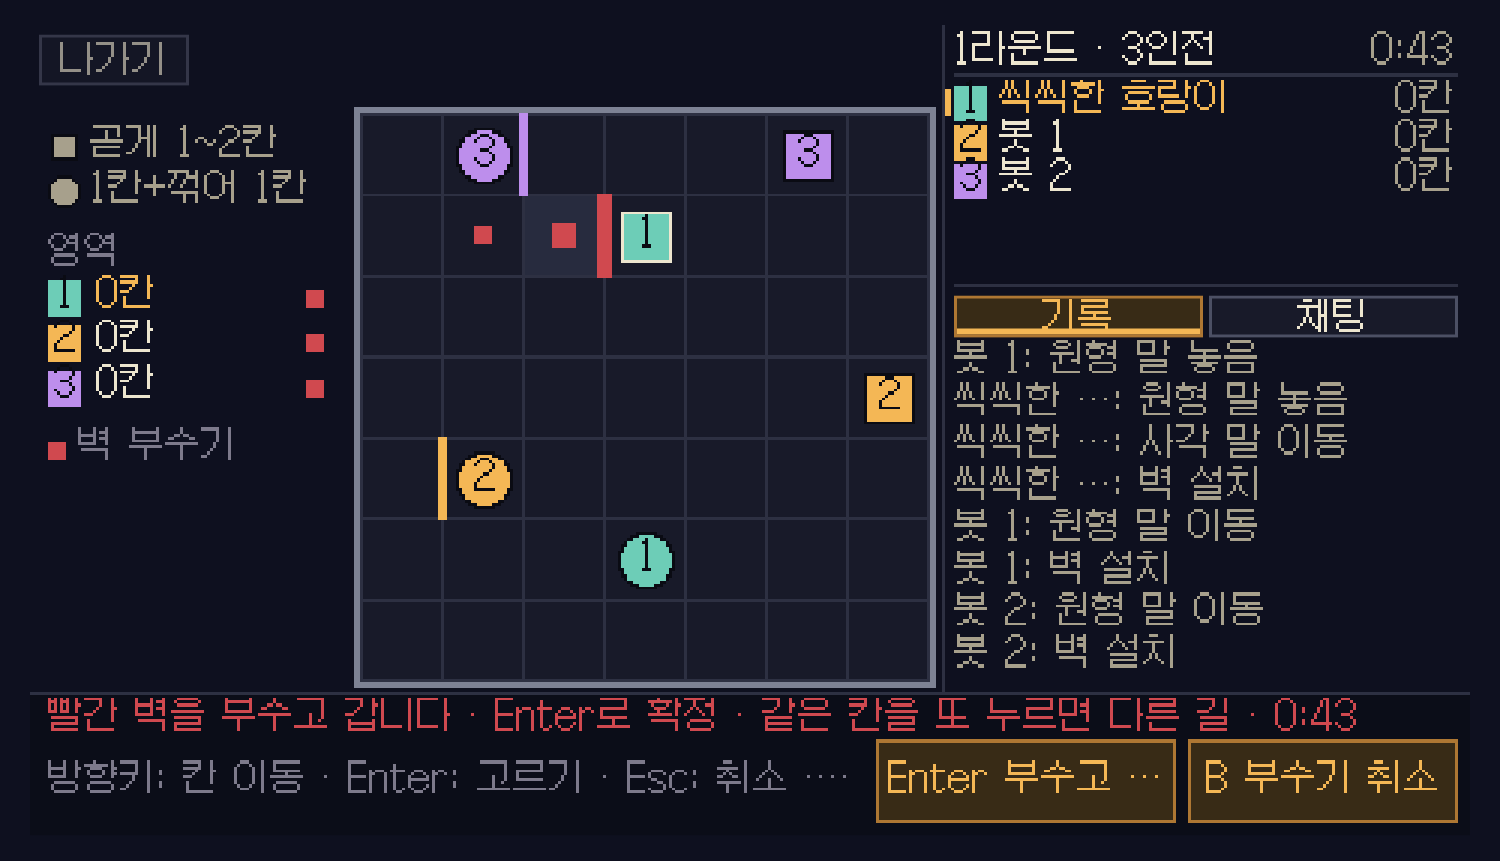 나가기
곧게 1~2칸
1칸+꺾어 1칸
영역
1 0칸
2 0칸
3 0칸
벽 부수기
3
3
1
2
2
1
1라운드 · 3인전 0:43
1 씩씩한 호랑이 0칸
2 봇 1 0칸
3 봇 2 0칸
기록 채팅
봇 1: 원형 말 놓음
씩씩한 …: 원형 말 놓음
씩씩한 …: 사각 말 이동
씩씩한 …: 벽 설치
봇 1: 원형 말 이동
봇 1: 벽 설치
봇 2: 원형 말 이동
봇 2: 벽 설치
빨간 벽을 부수고 갑니다 · Enter로 확정 · 같은 칸을 또 누르면 다른 길 · 0:43
방향키: 칸 이동 · Enter: 고르기 · Esc: 취소 ····
Enter 부수고 …
B 부수기 취소